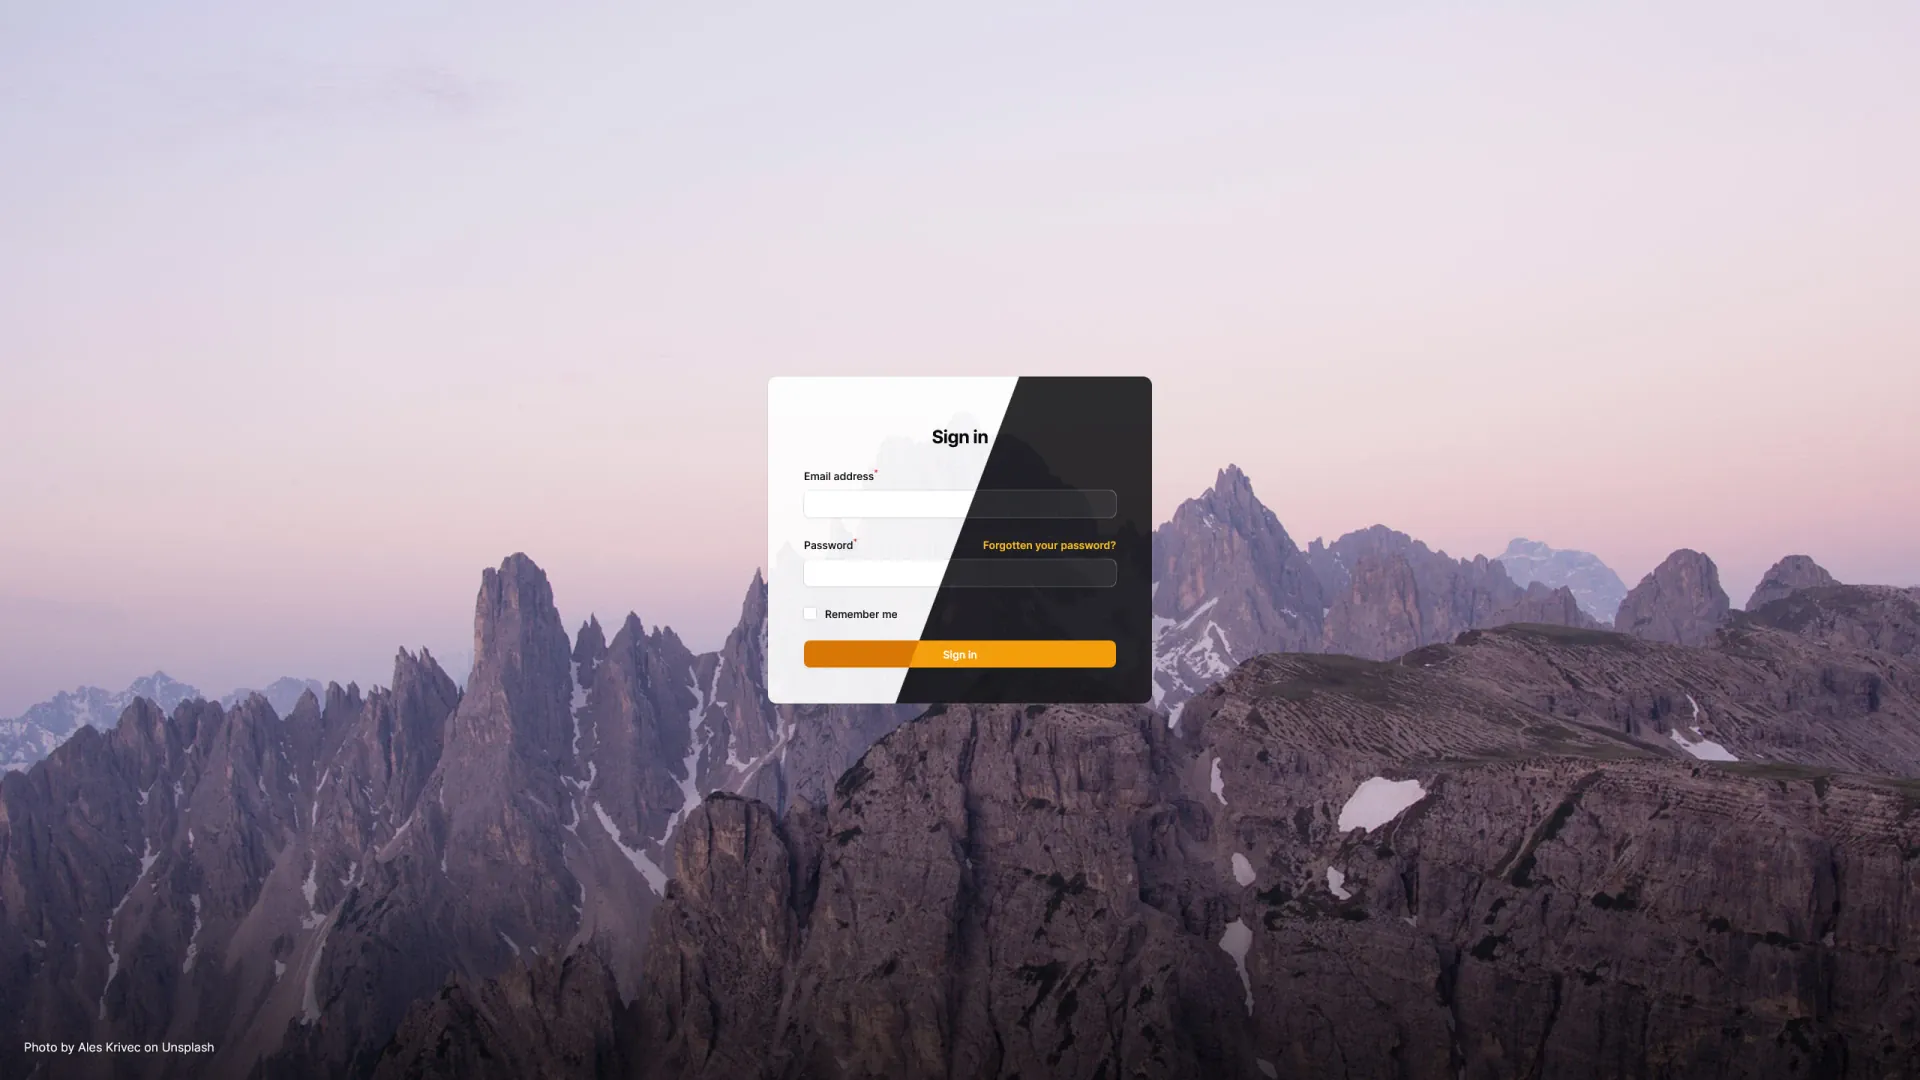 Sign in
Email address*
Password*
Forgotten your password?
Remember me
Sign in
Photo by Ales Krivec on Unsplash